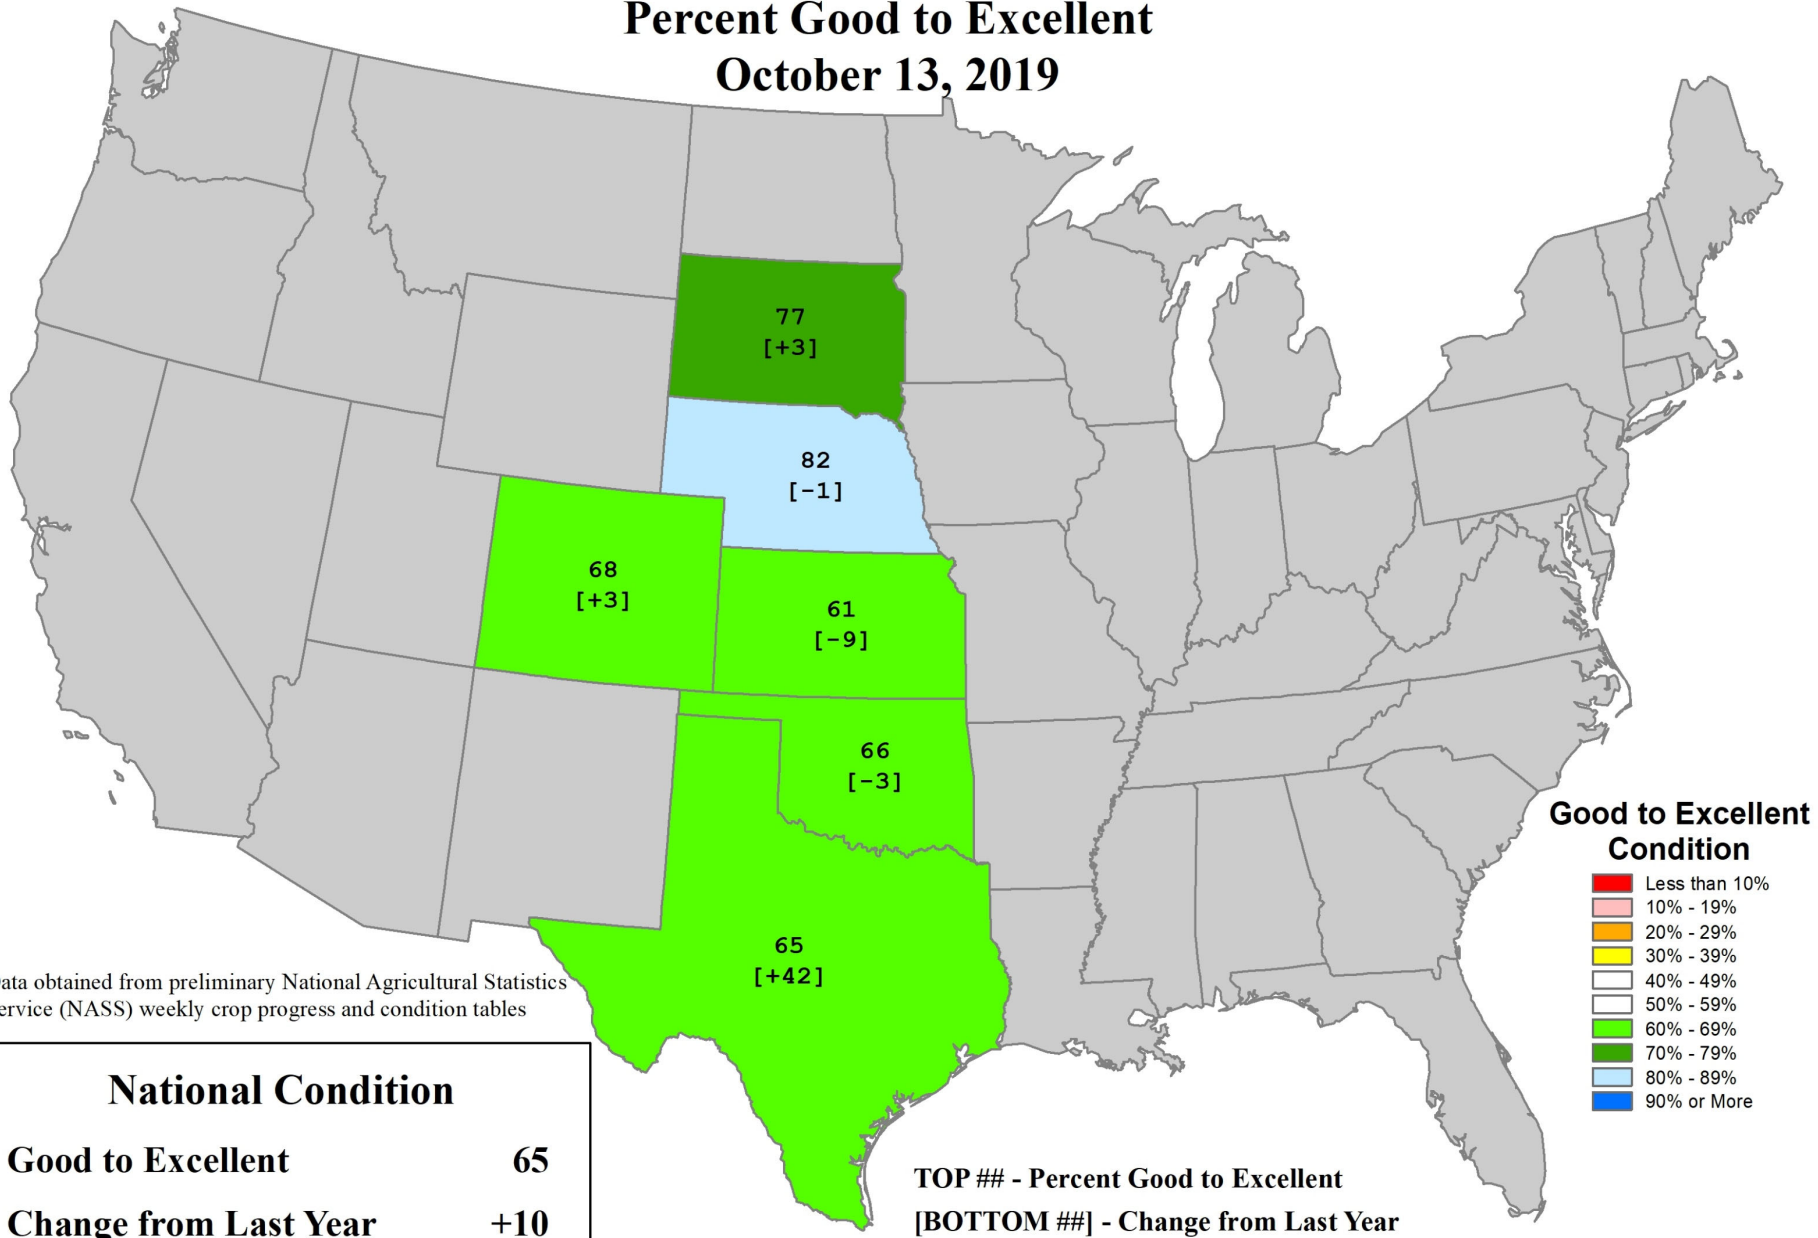 Percent Good to Excellent
October 13, 2019
77
[+3]
82
[-1]
68
[+3]
61
[-9]
66
[-3]
65
[+42]
Good to Excellent
Condition
Less than 10%
10% - 19%
20% - 29%
30% - 39%
40% - 49%
50% - 59%
60% - 69%
70% - 79%
80% - 89%
90% or More
ata obtained from preliminary National Agricultural Statistics
ervice (NASS) weekly crop progress and condition tables
National Condition
Good to Excellent 65
Change from Last Year +10
TOP ## - Percent Good to Excellent
[BOTTOM ##] - Change from Last Year